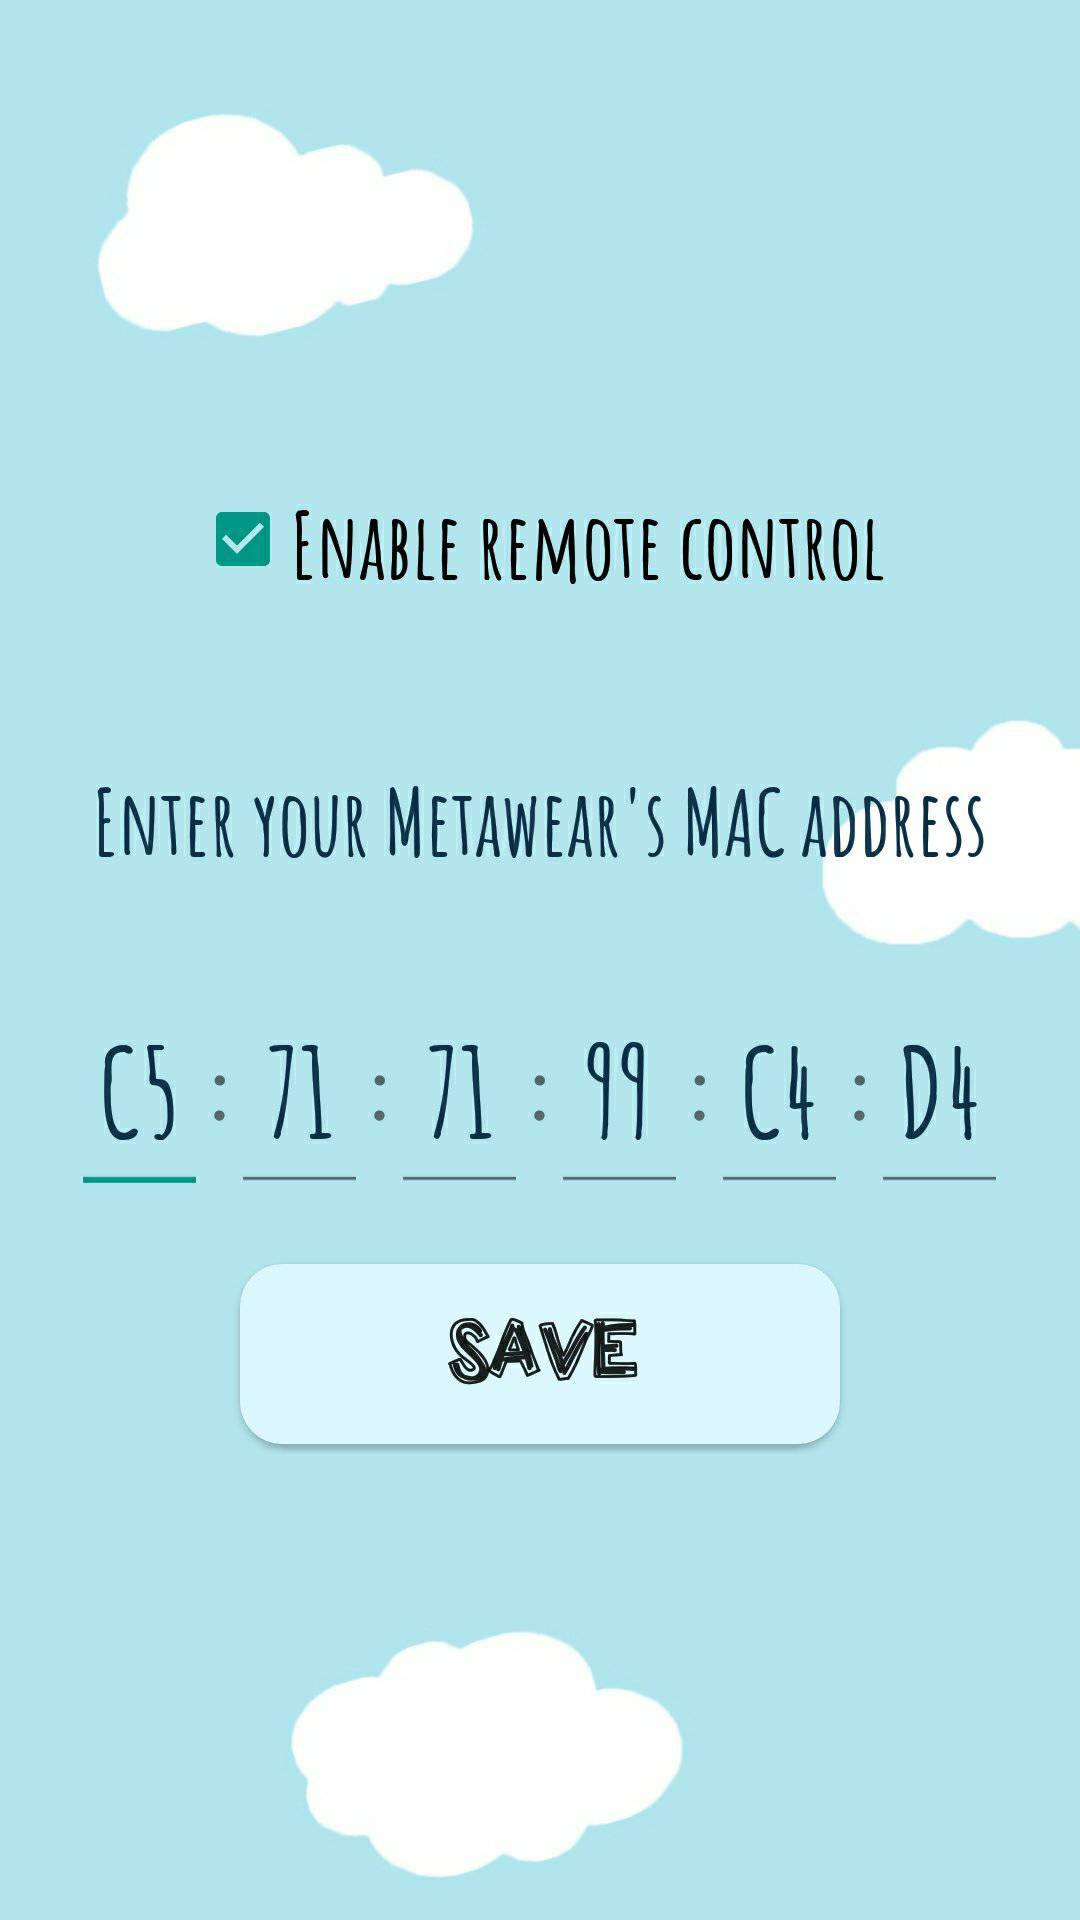 Enable remote control
Enter your Metawear's MAC address
C5 : 71 : 71 : 99 : C4 : D4
SAVE